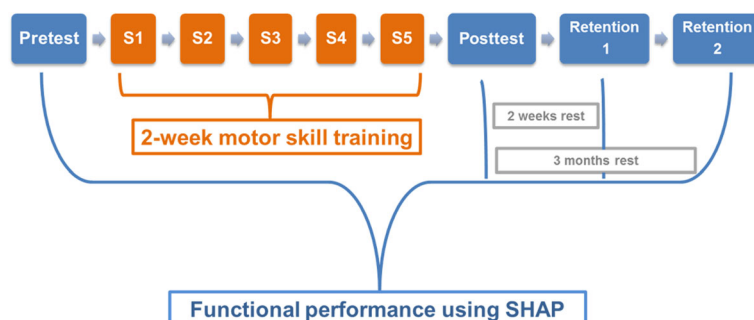 Pretest
S1
S2
S3
S4
S5
Posttest
Retention
1
Retention
2
2-week motor skill training
2 weeks rest
3 months rest
Functional performance using SHAP